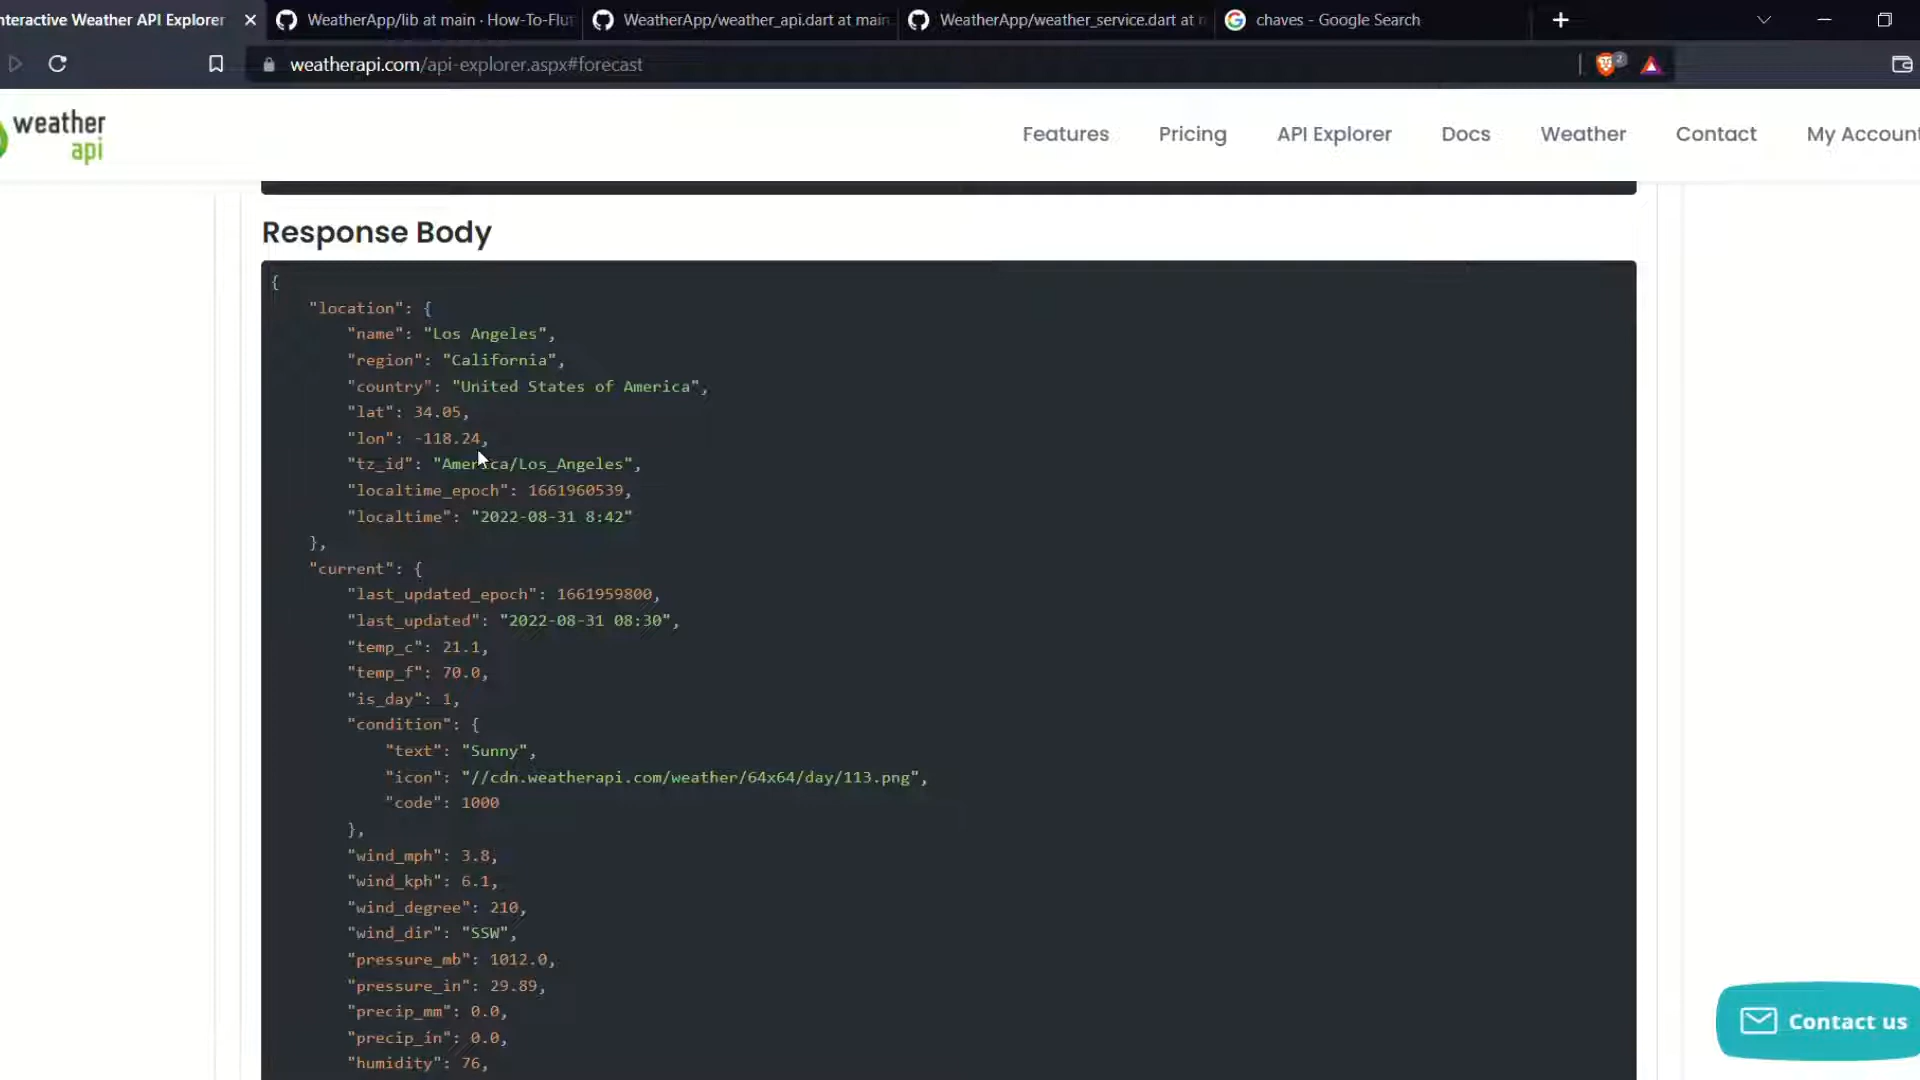 nteractive Weather API Explorer
WeatherApp/lib at main · How-To-Flut
WeatherApp/weather_api.dart at main
WeatherApp/weather_service.dart at m
chaves - Google Search
weatherapi.com/api-explorer.aspx#forecast
2
weather
api
Features
Pricing
API Explorer
Docs
Weather
Contact
My Account
Response Body
{
"location": {
"name": "Los Angeles",
"region": "California",
"country": "United States of America",
"lat": 34.05,
"lon": -118.24,
"tz_id": "America/Los_Angeles",
"localtime_epoch": 1661960539,
"localtime": "2022-08-31 8:42"
},
"current": {
"last_updated_epoch": 1661959800,
"last_updated": "2022-08-31 08:30",
"temp_c": 21.1,
"temp_f": 70.0,
"is_day": 1,
"condition": {
"text": "Sunny",
"icon": "//cdn.weatherapi.com/weather/64x64/day/113.png",
"code": 1000
},
"wind_mph": 3.8,
"wind_kph": 6.1,
"wind_degree": 210,
"wind_dir": "SSW",
"pressure_mb": 1012.0,
"pressure_in": 29.89,
"precip_mm": 0.0,
"precip_in": 0.0,
"humidity": 76,
Contact us